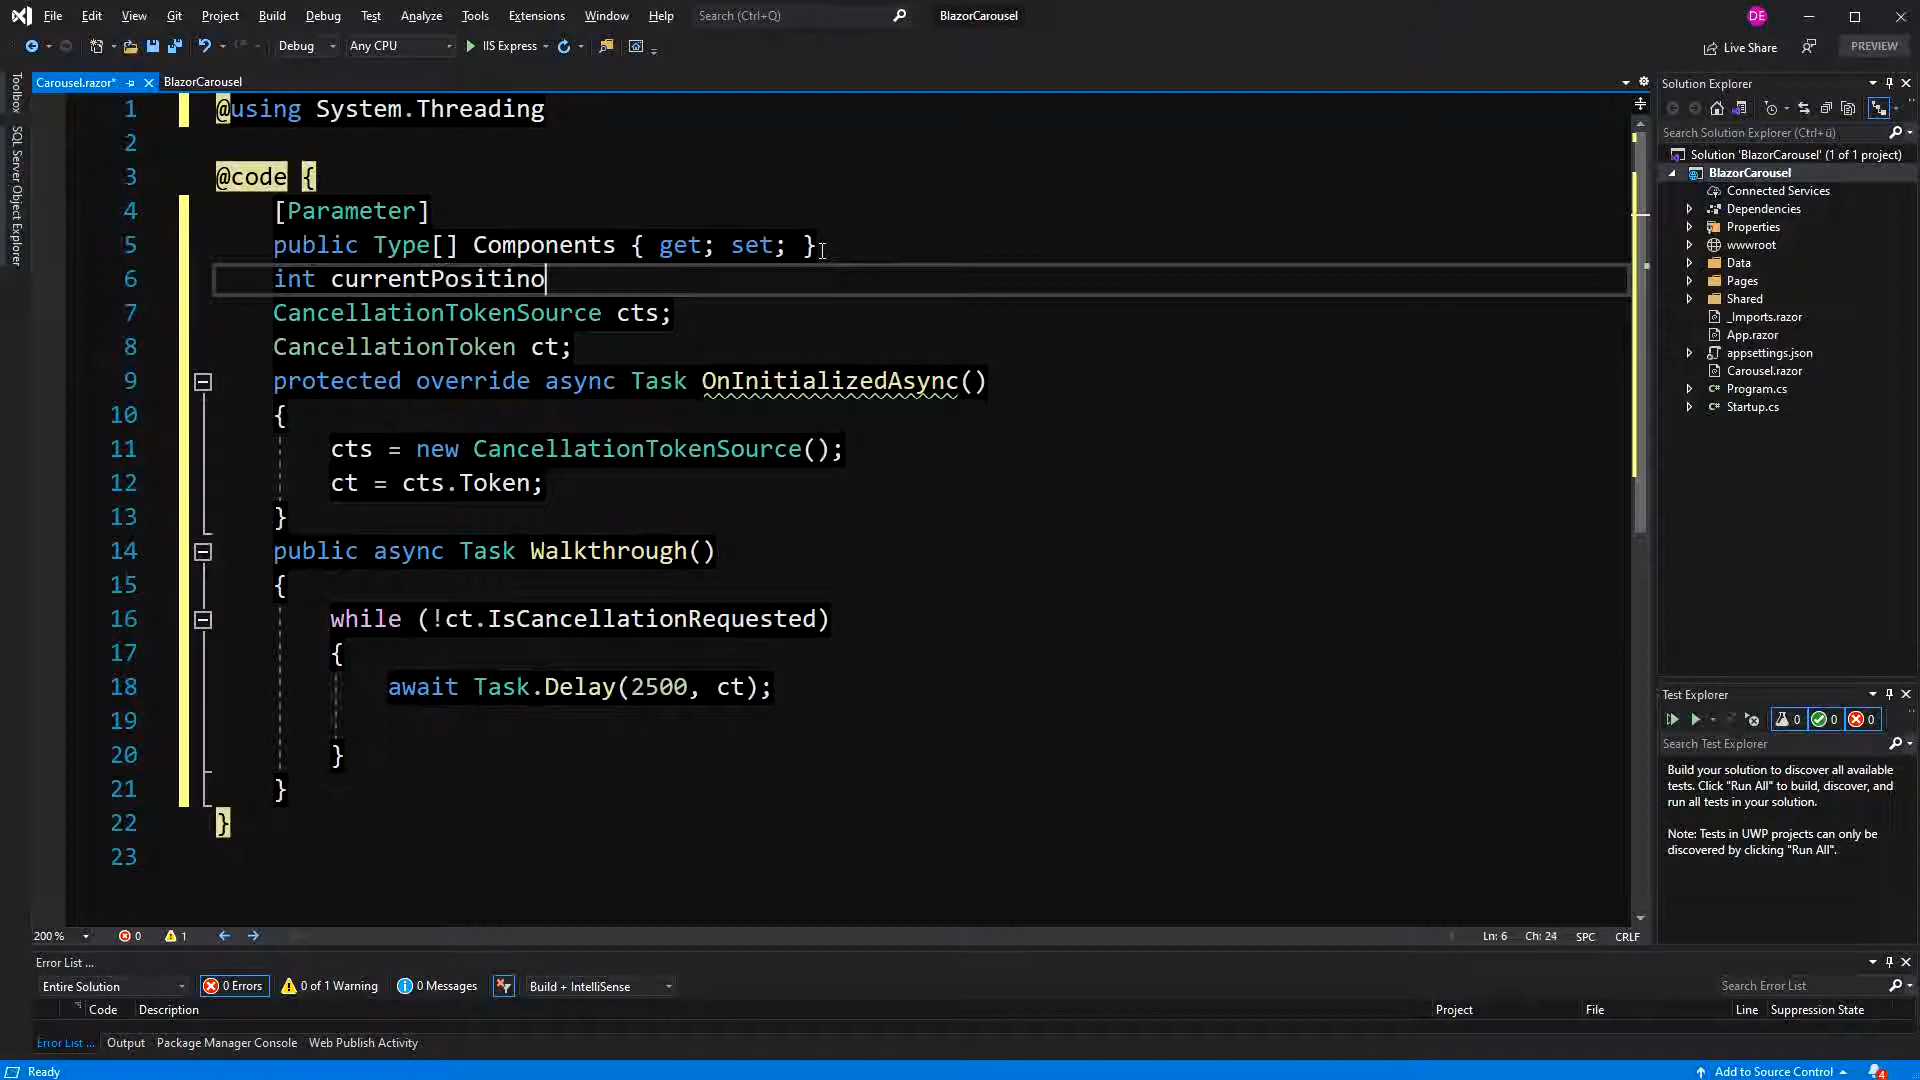 File Edit View Git Project Build Debug Test Analyze Tools Extensions Window Help Search (Ctrl+Q) BlazorCarousel DE
Debug Any CPU IIS Express Live Share PREVIEW
Carousel.razor* BlazorCarousel
Toolbox
SQL Server Object Explorer
1 @using System.Threading
2
3 @code {
4 [Parameter]
5 public Type[] Components { get; set; }
6 int currentPositino
7 CancellationTokenSource cts;
8 CancellationToken ct;
9 protected override async Task OnInitializedAsync()
10 {
11 cts = new CancellationTokenSource();
12 ct = cts.Token;
13 }
14 public async Task Walkthrough()
15 {
16 while (!ct.IsCancellationRequested)
17 {
18 await Task.Delay(2500, ct);
19
20 }
21 }
22 }
23
200 % 0 1 Ln: 6 Ch: 24 SPC CRLF
Solution Explorer
Search Solution Explorer (Ctrl+ü)
Solution 'BlazorCarousel' (1 of 1 project)
BlazorCarousel
Connected Services
Dependencies
Properties
wwwroot
Data
Pages
Shared
_Imports.razor
App.razor
appsettings.json
Carousel.razor
Program.cs
Startup.cs
Test Explorer
0 0 0
Search Test Explorer
Build your solution to discover all available
tests. Click "Run All" to build, discover, and
run all tests in your solution.
Note: Tests in UWP projects can only be
discovered by clicking "Run All".
Error List ...
Entire Solution 0 Errors 0 of 1 Warning 0 Messages Build + IntelliSense Search Error List
Code Description Project File Line Suppression State
Error List ... Output Package Manager Console Web Publish Activity
Ready Add to Source Control 4